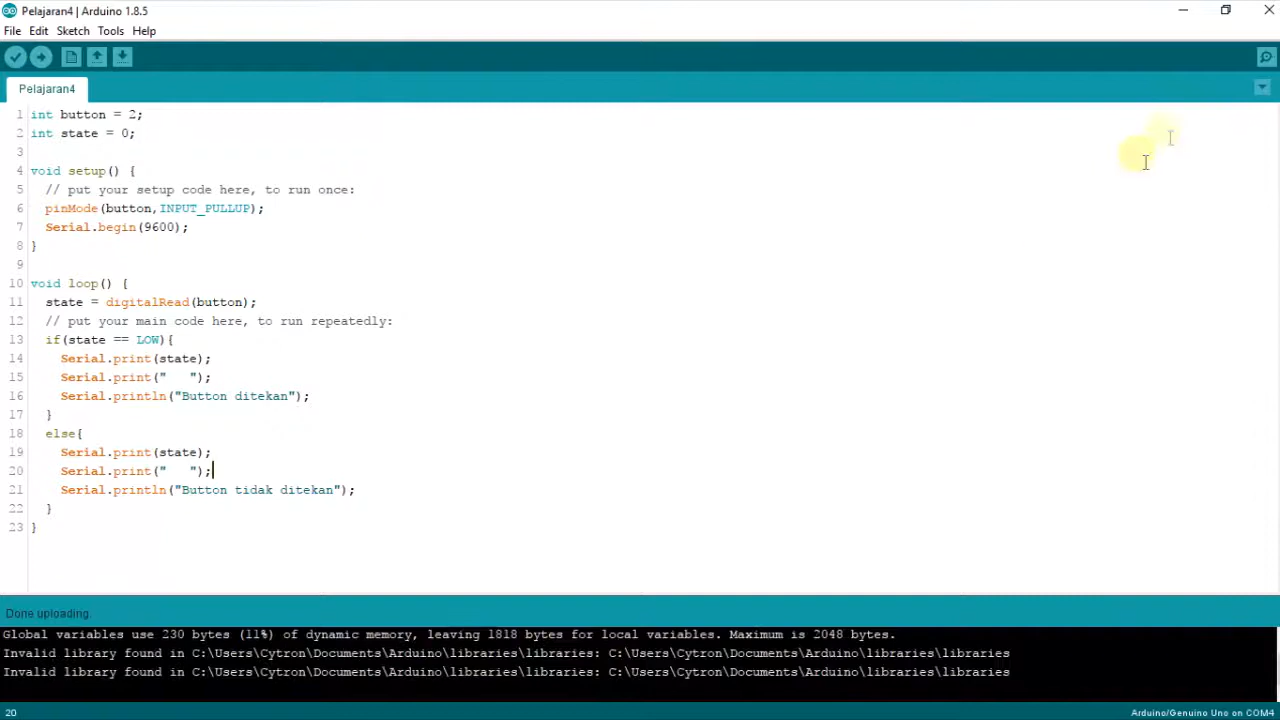 Pelajaran4 | Arduino 1.8.5
File Edit Sketch Tools Help
Pelajaran4
1 int button = 2;
2 int state = 0;
3
4 void setup() {
5 // put your setup code here, to run once:
6 pinMode(button,INPUT_PULLUP);
7 Serial.begin(9600);
8 }
9
10 void loop() {
11 state = digitalRead(button);
12 // put your main code here, to run repeatedly:
13 if(state == LOW){
14 Serial.print(state);
15 Serial.print("   ");
16 Serial.println("Button ditekan");
17 }
18 else{
19 Serial.print(state);
20 Serial.print("   ");
21 Serial.println("Button tidak ditekan");
22 }
23 }
Done uploading.
Global variables use 230 bytes (11%) of dynamic memory, leaving 1818 bytes for local variables. Maximum is 2048 bytes.
Invalid library found in C:\Users\Cytron\Documents\Arduino\libraries\libraries: C:\Users\Cytron\Documents\Arduino\libraries\libraries
Invalid library found in C:\Users\Cytron\Documents\Arduino\libraries\libraries: C:\Users\Cytron\Documents\Arduino\libraries\libraries
20 Arduino/Genuino Uno on COM4